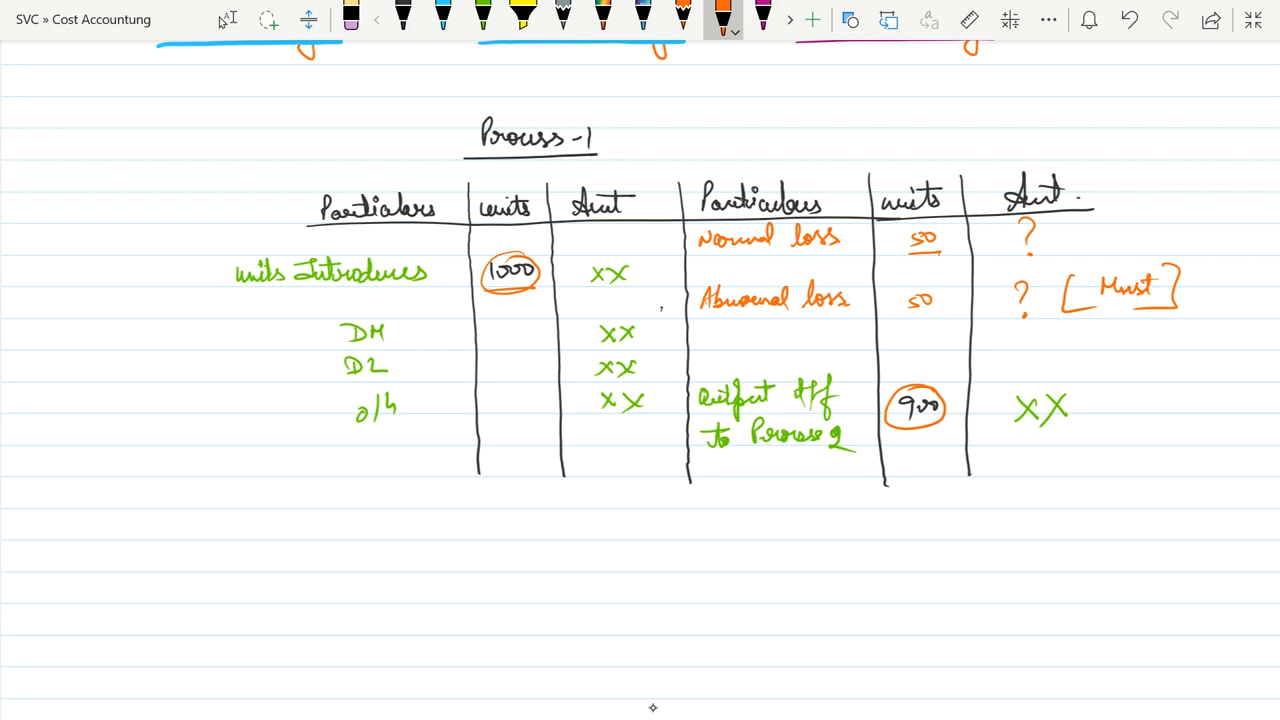 SVC » Cost Accountung
Process-1
Particulars units Amt Particulars units Amt.
Normal loss 50 ?
units Introduces 1000 XX
Abnormal loss 50 ? [Must]
DM XX
DL XX
O/h XX Output t/f 900 XX
to Process 2